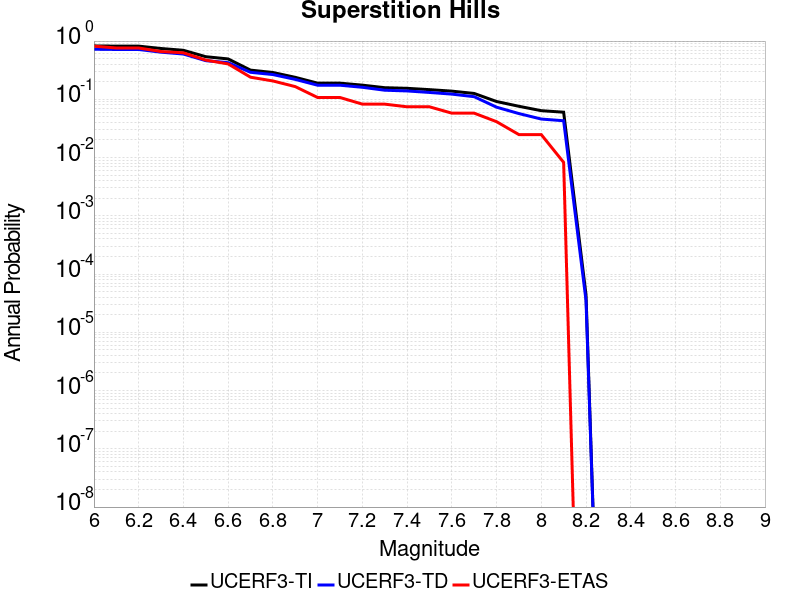 Superstition Hills
Annual Probability
10^0
10^-1
10^-2
10^-3
10^-4
10^-5
10^-6
10^-7
10^-8
6 6.2 6.4 6.6 6.8 7 7.2 7.4 7.6 7.8 8 8.2 8.4 8.6 8.8 9
Magnitude
UCERF3-TI UCERF3-TD UCERF3-ETAS